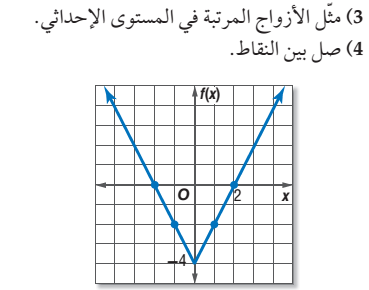 3) مثّل الأزواج المرتبة في المستوى الإحداثي.
4) صل بين النقاط.
f(x)
O 2 x
−4